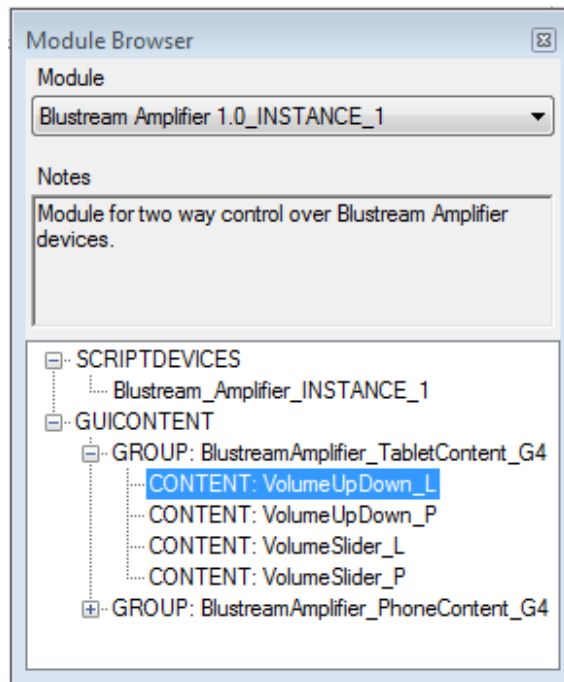 Module Browser
Module
Blustream Amplifier 1.0_INSTANCE_1
Notes
Module for two way control over Blustream Amplifier
devices.
SCRIPTDEVICES
Blustream_Amplifier_INSTANCE_1
GUICONTENT
GROUP: BlustreamAmplifier_TabletContent_G4
CONTENT: VolumeUpDown_L
CONTENT: VolumeUpDown_P
CONTENT: VolumeSlider_L
CONTENT: VolumeSlider_P
GROUP: BlustreamAmplifier_PhoneContent_G4